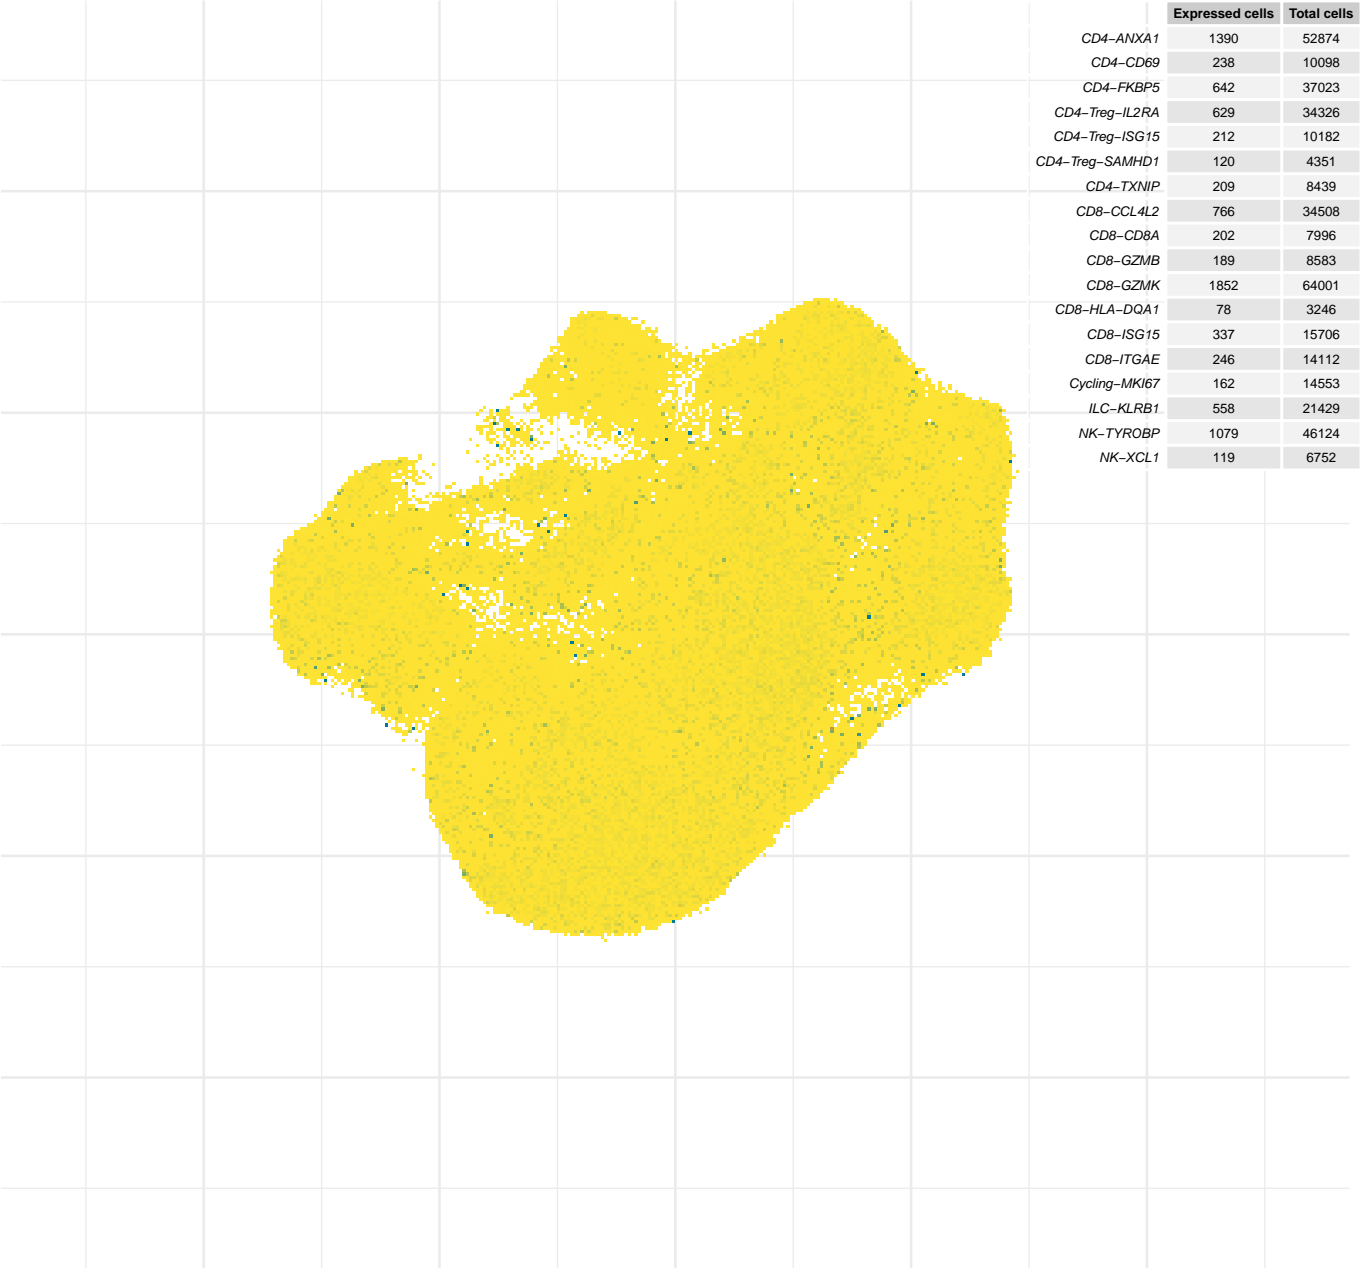 Expressed cells Total cells
CD4−ANXA1 1390 52874
CD4−CD69 238 10098
CD4−FKBP5 642 37023
CD4−Treg−IL2RA 629 34326
CD4−Treg−ISG15 212 10182
CD4−Treg−SAMHD1 120 4351
CD4−TXNIP 209 8439
CD8−CCL4L2 766 34508
CD8−CD8A 202 7996
CD8−GZMB 189 8583
CD8−GZMK 1852 64001
CD8−HLA−DQA1 78 3246
CD8−ISG15 337 15706
CD8−ITGAE 246 14112
Cycling−MKI67 162 14553
ILC−KLRB1 558 21429
NK−TYROBP 1079 46124
NK−XCL1 119 6752